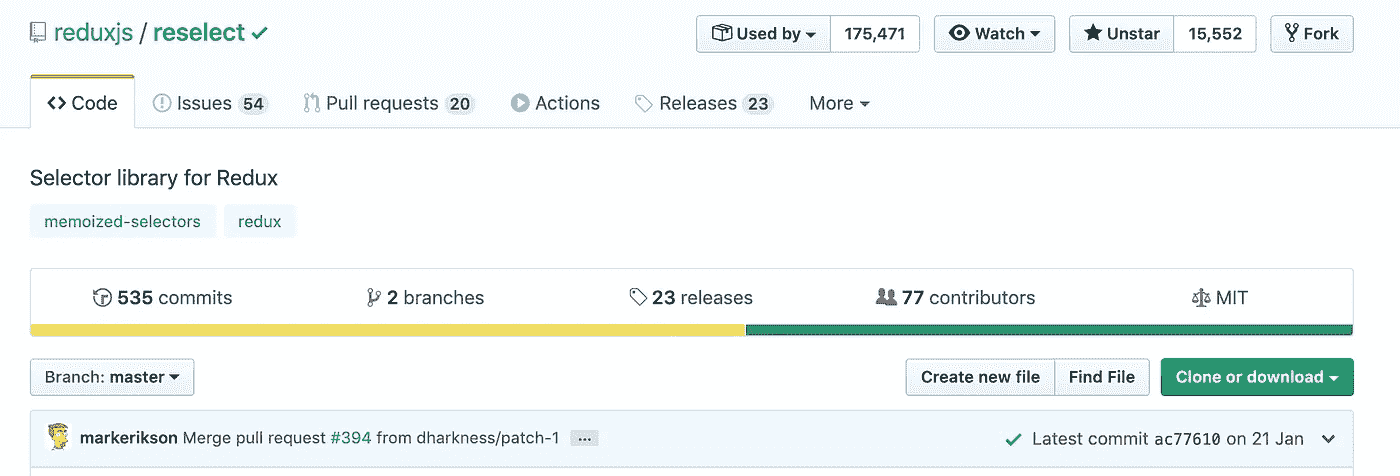 reduxjs / reselect
Used by 175,471 Watch Unstar 15,552 Fork
Code Issues 54 Pull requests 20 Actions Releases 23 More
Selector library for Redux
memoized-selectors redux
535 commits 2 branches 23 releases 77 contributors MIT
Branch: master Create new file Find File Clone or download
markerikson Merge pull request #394 from dharkness/patch-1 ... Latest commit ac77610 on 21 Jan